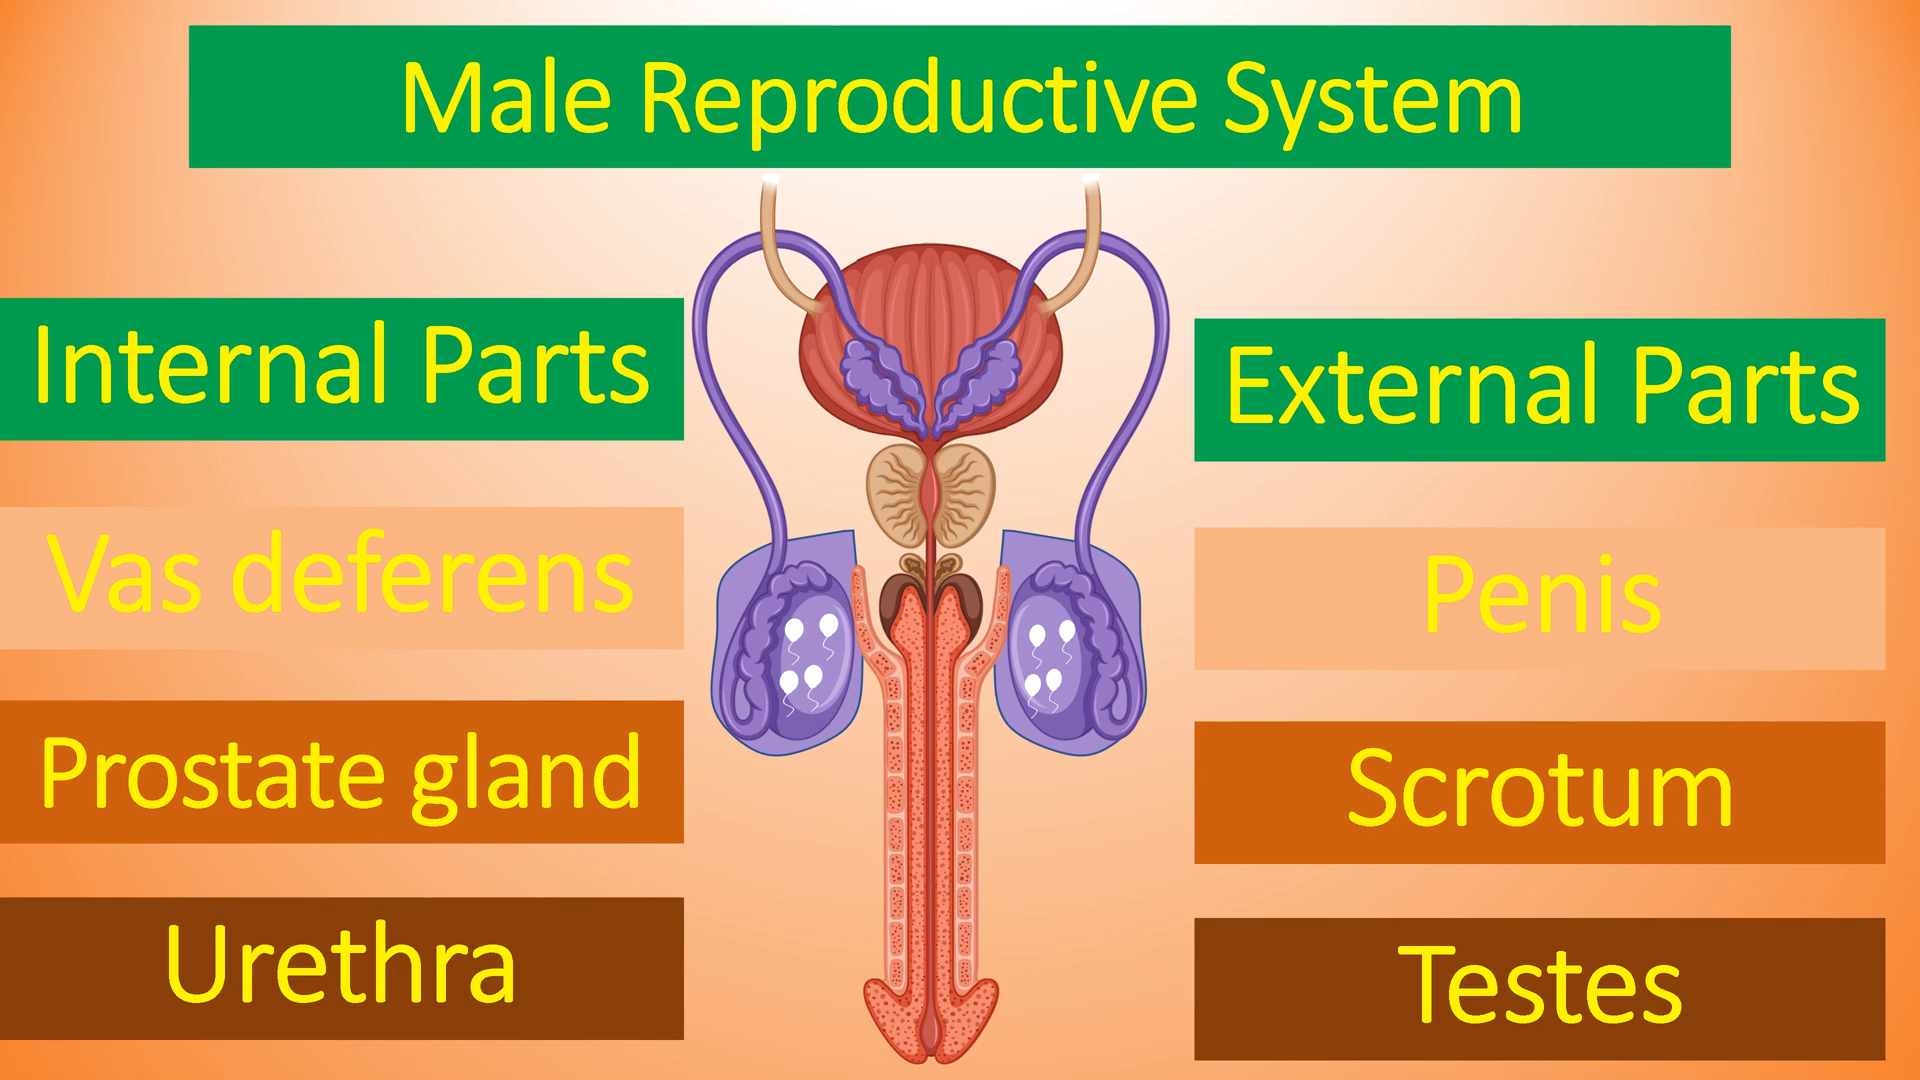 Male Reproductive System
Internal Parts
Vas deferens
Prostate gland
Urethra
External Parts
Penis
Scrotum
Testes